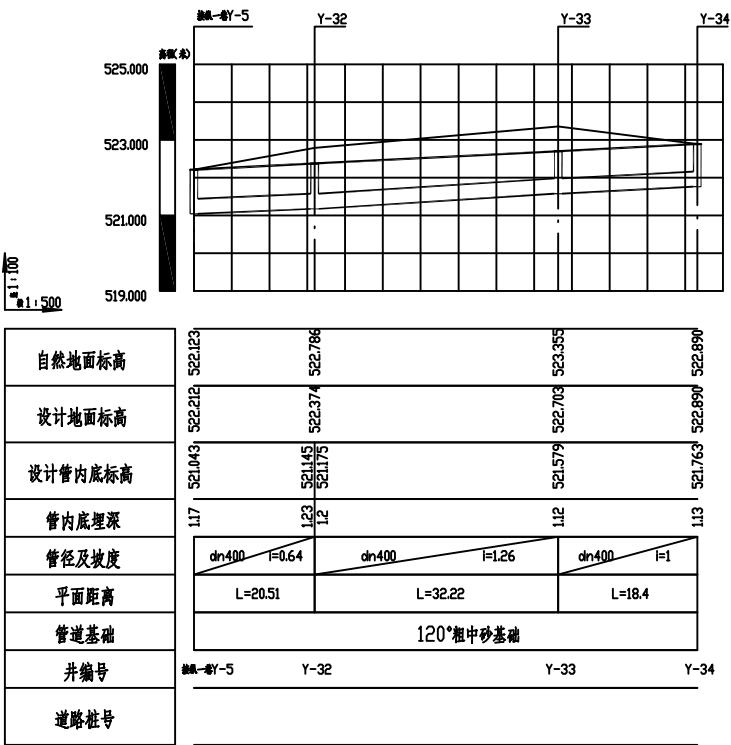 Y-5 Y-32 Y-33 Y-34
高程(米)
525.000
523.000
521.000
519.000
1:100
1:500
自然地面标高 522.123 522.786 523.355 522.890
设计地面标高 522.212 522.374 522.703 522.890
设计管内底标高 521.043 521.145 521.175 521.579 521.763
管内底埋深 1.17 1.23 1.2 1.12 1.13
管径及坡度 dn400 i=0.64 dn400 i=1.26 dn400 i=1
平面距离 L=20.51 L=32.22 L=18.4
管道基础 120°粗中砂基础
井编号 Y-5 Y-32 Y-33 Y-34
道路桩号